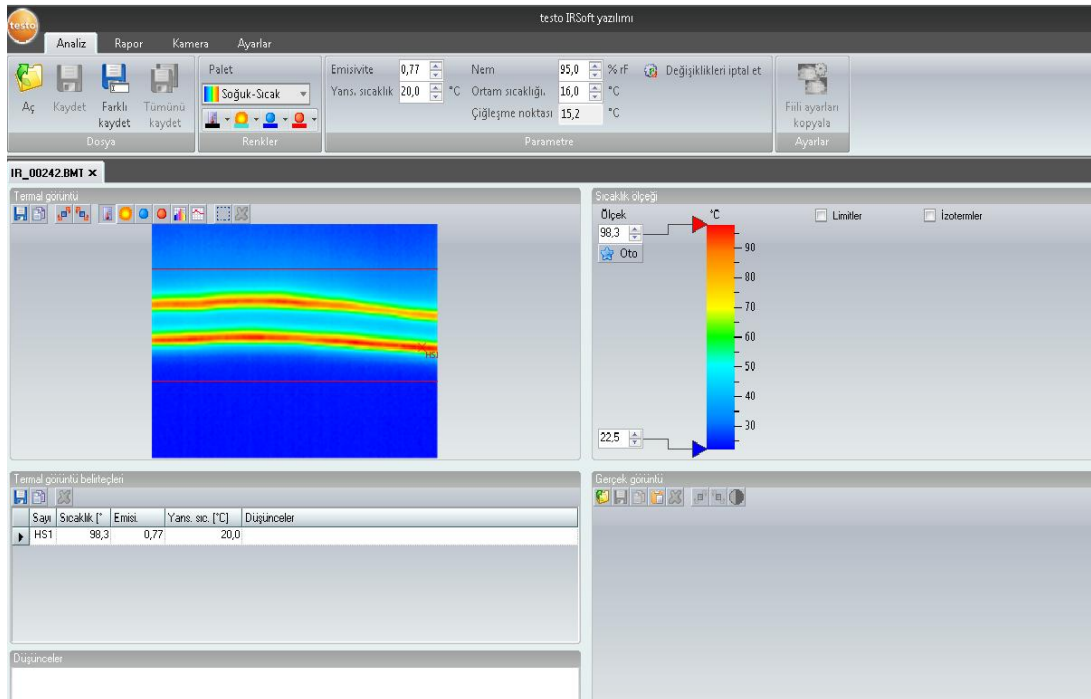 testo IRSoft yazılımı
testo
Analiz Rapor Kamera Ayarlar
Aç
Kaydet
Farklı kaydet
Tümünü kaydet
Dosya
Palet
Soğuk-Sıcak
Renkler
Emisivite 0,77
Yans. sıcaklık 20,0 °C
Nem 95,0 % rF
Ortam sıcaklığı. 16,0 °C
Çiğleşme noktası 15,2 °C
Değişiklikleri iptal et
Parametre
Fiili ayarları kopyala
Ayarlar
IR_00242.BMT ×
Termal görüntü
HS1
Sıcaklık ölçeği
Ölçek
98,3
Oto
22,5
°C
90
80
70
60
50
40
30
Limitler
İzotermler
Termal görüntü belirteçleri
Sayı Sıcaklık [° Emisi. Yans. sıc. [°C] Düşünceler
HS1 98,3 0,77 20,0
Düşünceler
Gerçek görüntü